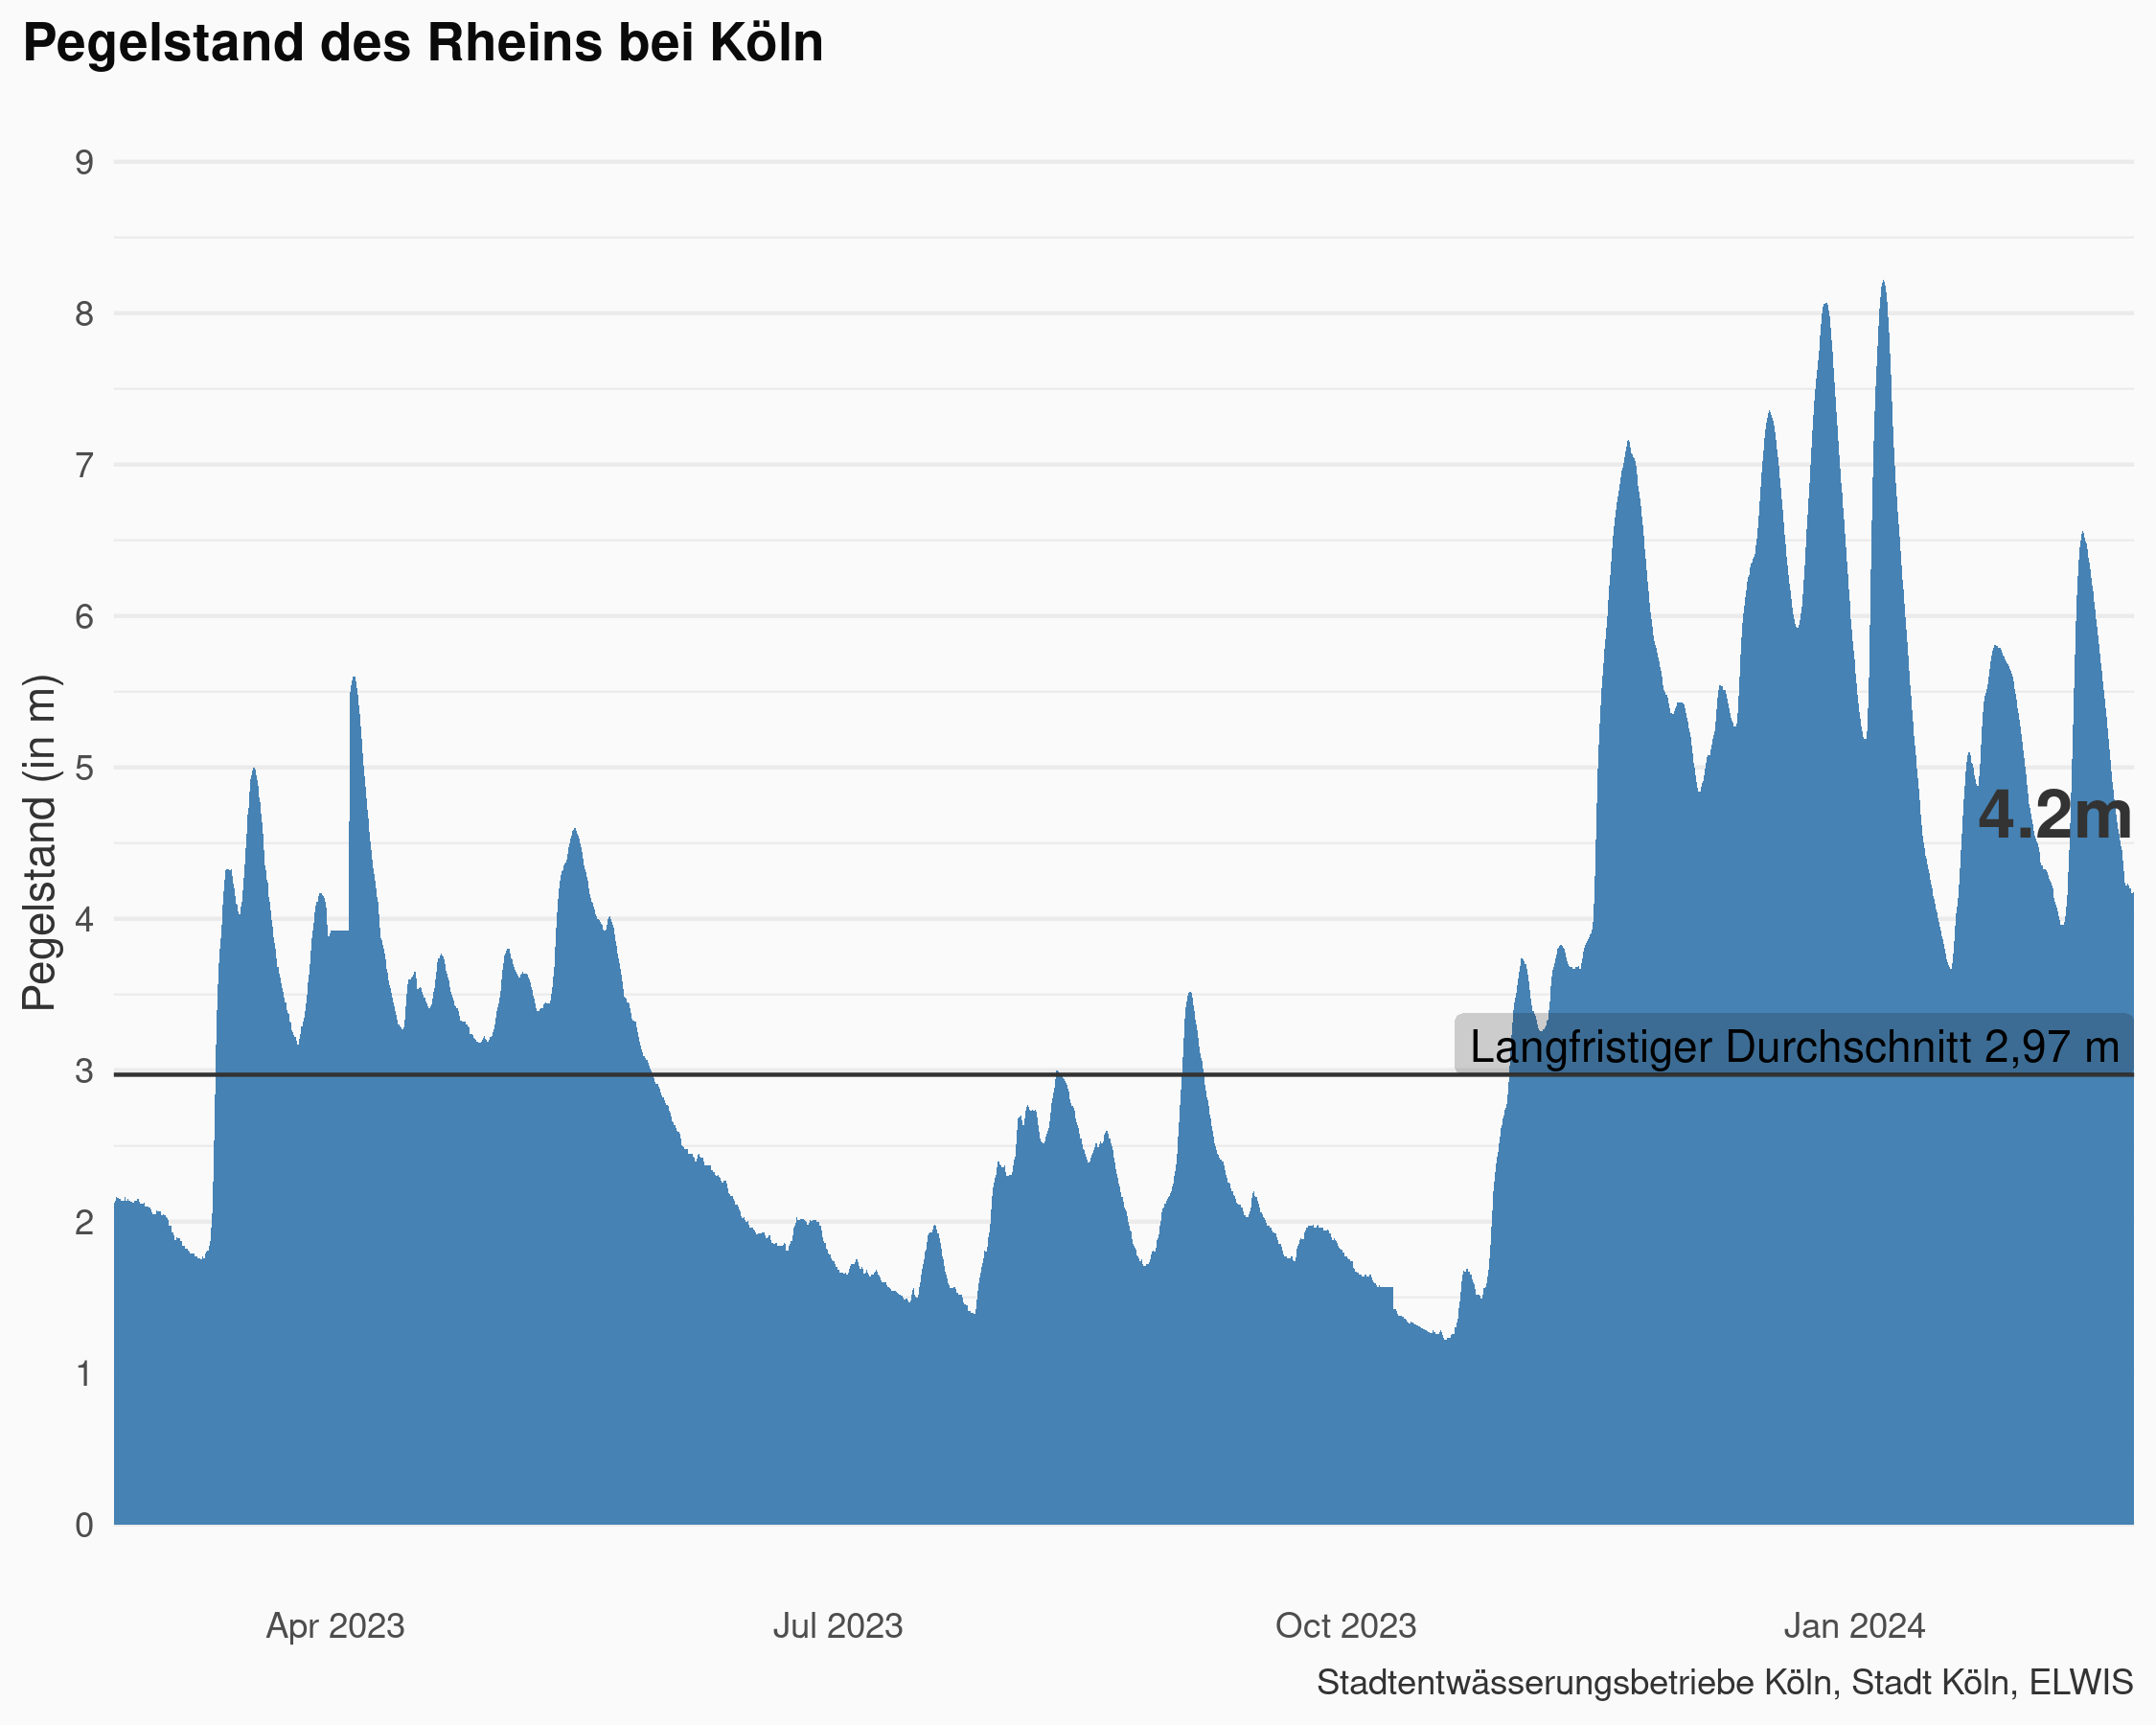 Pegelstand des Rheins bei Köln
Pegelstand (in m)
9
8
7
6
5
4
3
2
1
0
4.2m
Langfristiger Durchschnitt 2,97 m
Apr 2023
Jul 2023
Oct 2023
Jan 2024
Stadtentwässerungsbetriebe Köln, Stadt Köln, ELWIS